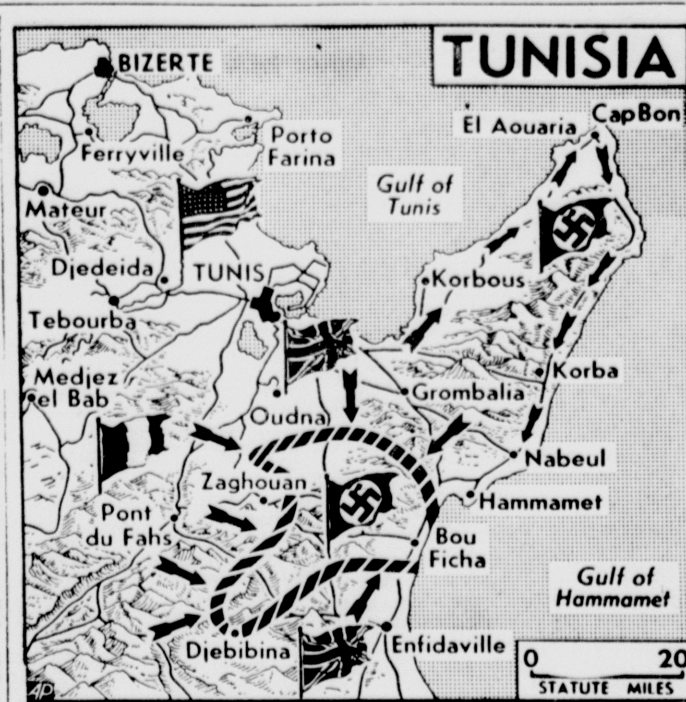 TUNISIA
BIZERTE
Cap Bon
El Aouaria
Ferryville
Porto
Farina
Gulf of
Tunis
Mateur
Djedeida
TUNIS
Korbous
Tebourba
Medjez
el Bab
Korba
Grombalia
Oudna
Nabeul
Zaghouan
Hammamet
Pont
du Fahs
Bou
Ficha
Gulf of
Hammamet
Djebibina
Enfidaville
0 20
STATUTE MILES
AP